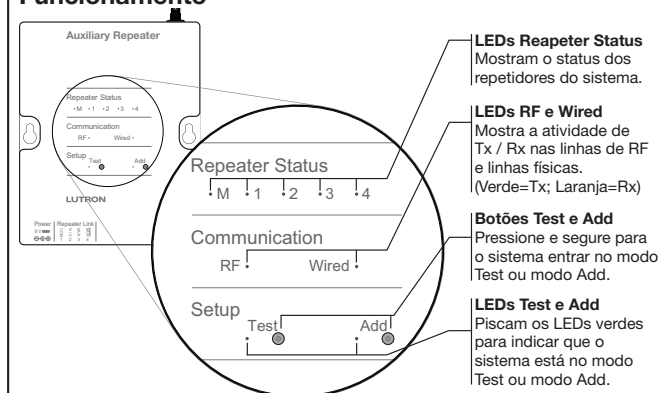 Funcionamento
Auxiliary Repeater
Repeater Status
M 1 2 3 4
Communication
RF Wired
Setup
Test Add
LUTRON
Power Repeater Link
9 V
Repeater Status
M 1 2 3 4
Communication
RF Wired
Setup
Test Add
LEDs Reapeter Status
Mostram o status dos
repetidores do sistema.
LEDs RF e Wired
Mostra a atividade de
Tx / Rx nas linhas de RF
e linhas físicas.
(Verde=Tx; Laranja=Rx)
Botões Test e Add
Pressione e segure para
o sistema entrar no modo
Test ou modo Add.
LEDs Test e Add
Piscam os LEDs verdes
para indicar que o
sistema está no modo
Test ou modo Add.